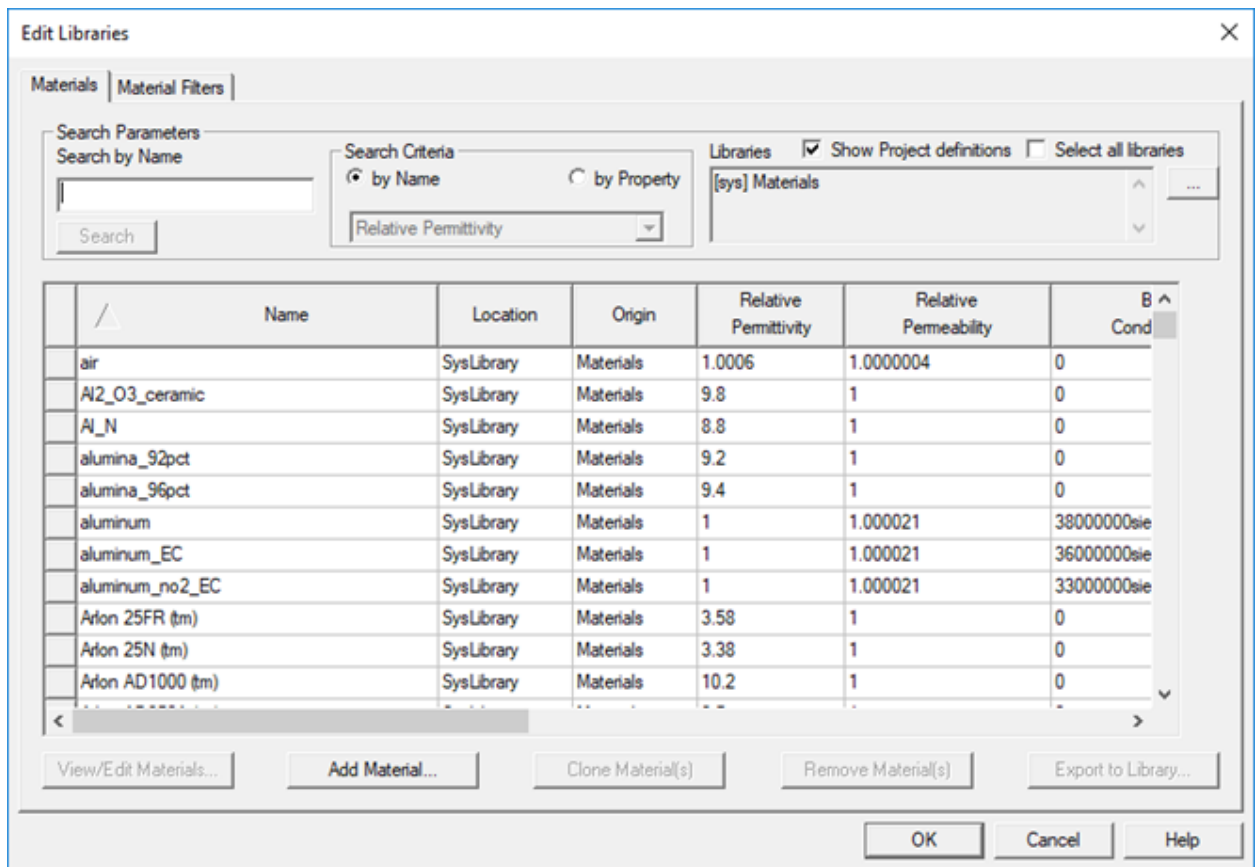 Edit Libraries
Materials Material Filters
Search Parameters
Search by Name
Search Criteria
by Name by Property
Relative Permittivity
Search
Libraries Show Project definitions Select all libraries
[sys] Materials
...
Name Location Origin Relative Permittivity Relative Permeability B Cond
air SysLibrary Materials 1.0006 1.0000004 0
Al2_O3_ceramic SysLibrary Materials 9.8 1 0
Al_N SysLibrary Materials 8.8 1 0
alumina_92pct SysLibrary Materials 9.2 1 0
alumina_96pct SysLibrary Materials 9.4 1 0
aluminum SysLibrary Materials 1 1.000021 38000000sie
aluminum_EC SysLibrary Materials 1 1.000021 36000000sie
aluminum_no2_EC SysLibrary Materials 1 1.000021 33000000sie
Arlon 25FR (tm) SysLibrary Materials 3.58 1 0
Arlon 25N (tm) SysLibrary Materials 3.38 1 0
Arlon AD1000 (tm) SysLibrary Materials 10.2 1 0
View/Edit Materials... Add Material... Clone Material(s) Remove Material(s) Export to Library...
OK Cancel Help